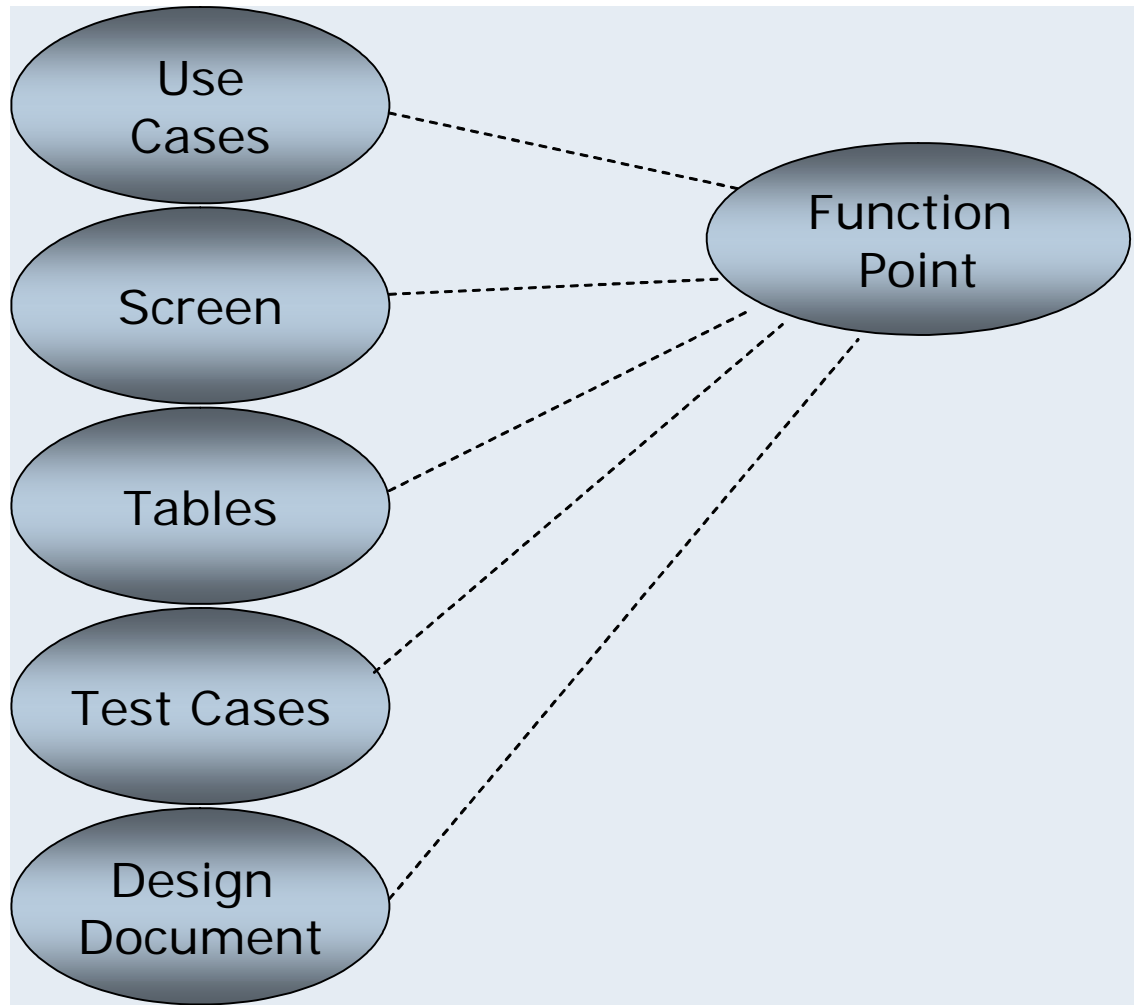 Use
Cases
Function
Point
Screen
Tables
Test Cases
Design
Document